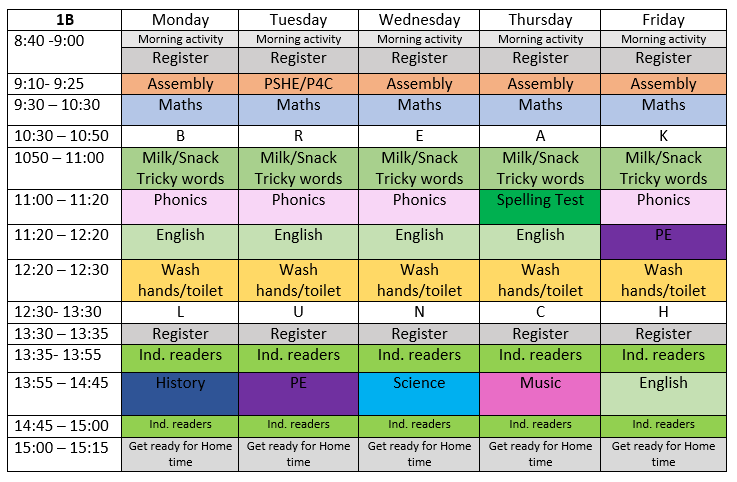 1B Monday Tuesday Wednesday Thursday Friday
8:40 -9:00 Morning activity Morning activity Morning activity Morning activity Morning activity
Register Register Register Register Register
9:10- 9:25 Assembly PSHE/P4C Assembly Assembly Assembly
9:30 – 10:30 Maths Maths Maths Maths Maths
10:30 – 10:50 B R E A K
1050 – 11:00 Milk/Snack Milk/Snack Milk/Snack Milk/Snack Milk/Snack
Tricky words Tricky words Tricky words Tricky words Tricky words
11:00 – 11:20 Phonics Phonics Phonics Spelling Test Phonics
11:20 – 12:20 English English English English PE
12:20 – 12:30 Wash Wash Wash Wash Wash
hands/toilet hands/toilet hands/toilet hands/toilet hands/toilet
12:30- 13:30 L U N C H
13:30 – 13:35 Register Register Register Register Register
13:35- 13:55 Ind. readers Ind. readers Ind. readers Ind. readers Ind. readers
13:55 – 14:45 History PE Science Music English
14:45 – 15:00 Ind. readers Ind. readers Ind. readers Ind. readers Ind. readers
15:00 – 15:15 Get ready for Home Get ready for Home Get ready for Home Get ready for Home Get ready for Home
time time time time time